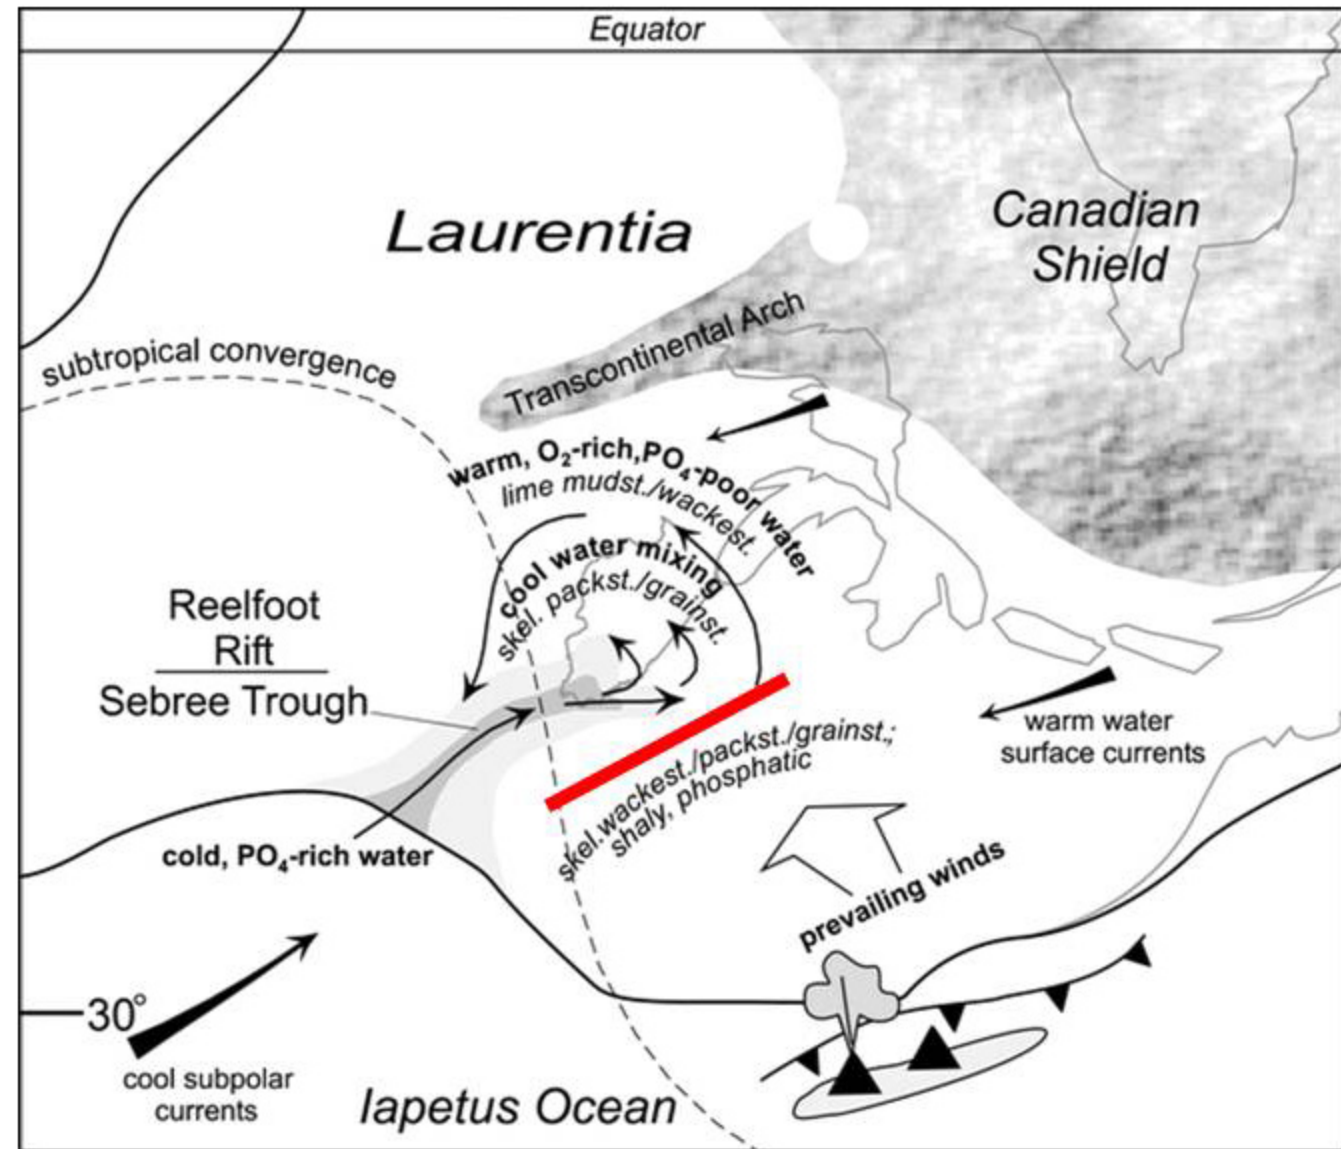 Equator
Laurentia
Canadian
Shield
Transcontinental Arch
subtropical convergence
warm, O₂-rich,PO₄-poor water
lime mudst./wackest.
cool water mixing
skel. packst./grainst.
Reelfoot
Rift
Sebree Trough
warm water
surface currents
skel.wackest./packst./grainst.;
shaly, phosphatic
cold, PO₄-rich water
prevailing winds
30°
cool subpolar
currents
Iapetus Ocean